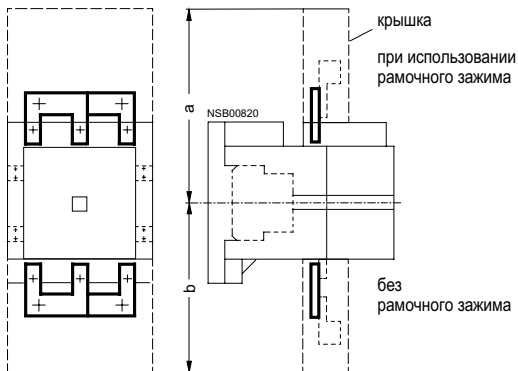 крышка
при использовании
рамочного зажима
a
NSB00820
b
без
рамочного зажима